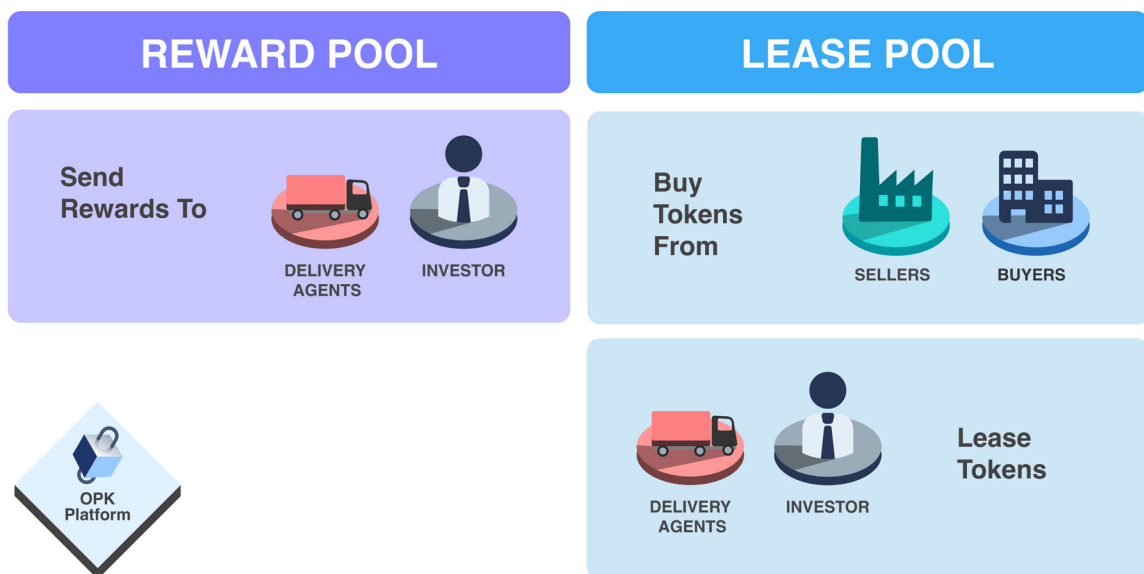 REWARD POOL
Send
Rewards To
DELIVERY
AGENTS
INVESTOR
LEASE POOL
Buy
Tokens
From
SELLERS
BUYERS
DELIVERY
AGENTS
INVESTOR
Lease
Tokens
OPK
Platform